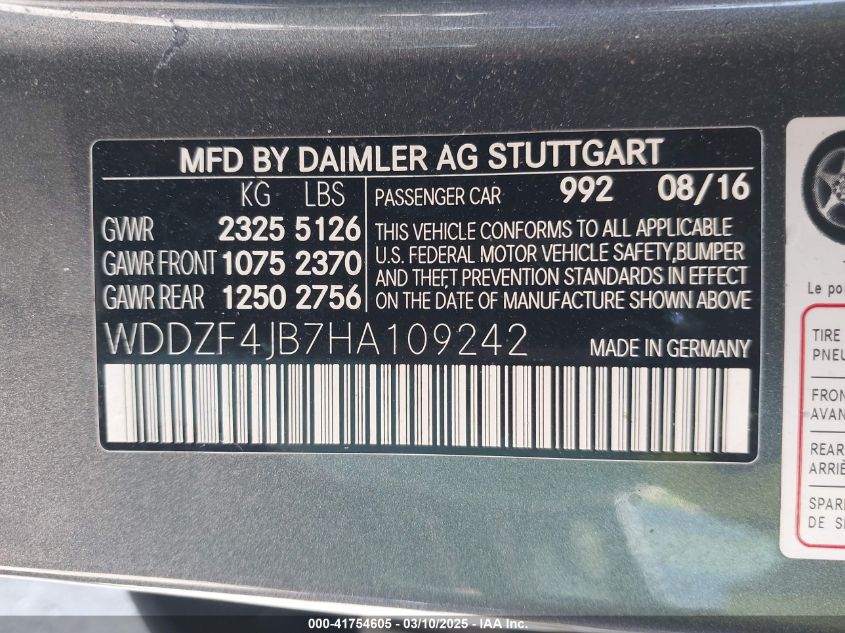 MFD BY DAIMLER AG STUTTGART
KG LBS
GVWR 2325 5126
GAWR FRONT 1075 2370
GAWR REAR 1250 2756
PASSENGER CAR 992 08/16
THIS VEHICLE CONFORMS TO ALL APPLICABLE
U.S. FEDERAL MOTOR VEHICLE SAFETY,BUMPER
AND THEFT PREVENTION STANDARDS IN EFFECT
ON THE DATE OF MANUFACTURE SHOWN ABOVE
WDDZF4JB7HA109242 MADE IN GERMANY
Le po
TIRE
PNEU
FRON
AVAN
REAR
ARRIÈ
SPAR
DE S
000-41754605 - 03/10/2025 - IAA Inc.